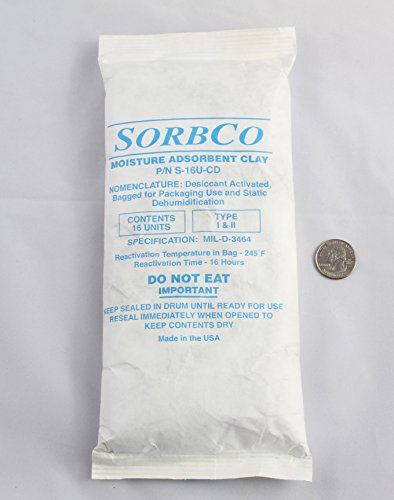 SORBCO
MOISTURE ADSORBENT CLAY
P/N S-16U-CD
NOMENCLATURE: Desiccant Activated,
Bagged for Packaging Use and Static
Dehumidification
CONTENTS
16 UNITS
TYPE
I & II
SPECIFICATION: MIL-D-3464
Reactivation Temperature in Bag - 245°F
Reactivation Time - 16 Hours
DO NOT EAT
IMPORTANT
KEEP SEALED IN DRUM UNTIL READY FOR USE
RESEAL IMMEDIATELY WHEN OPENED TO
KEEP CONTENTS DRY
Made in the USA